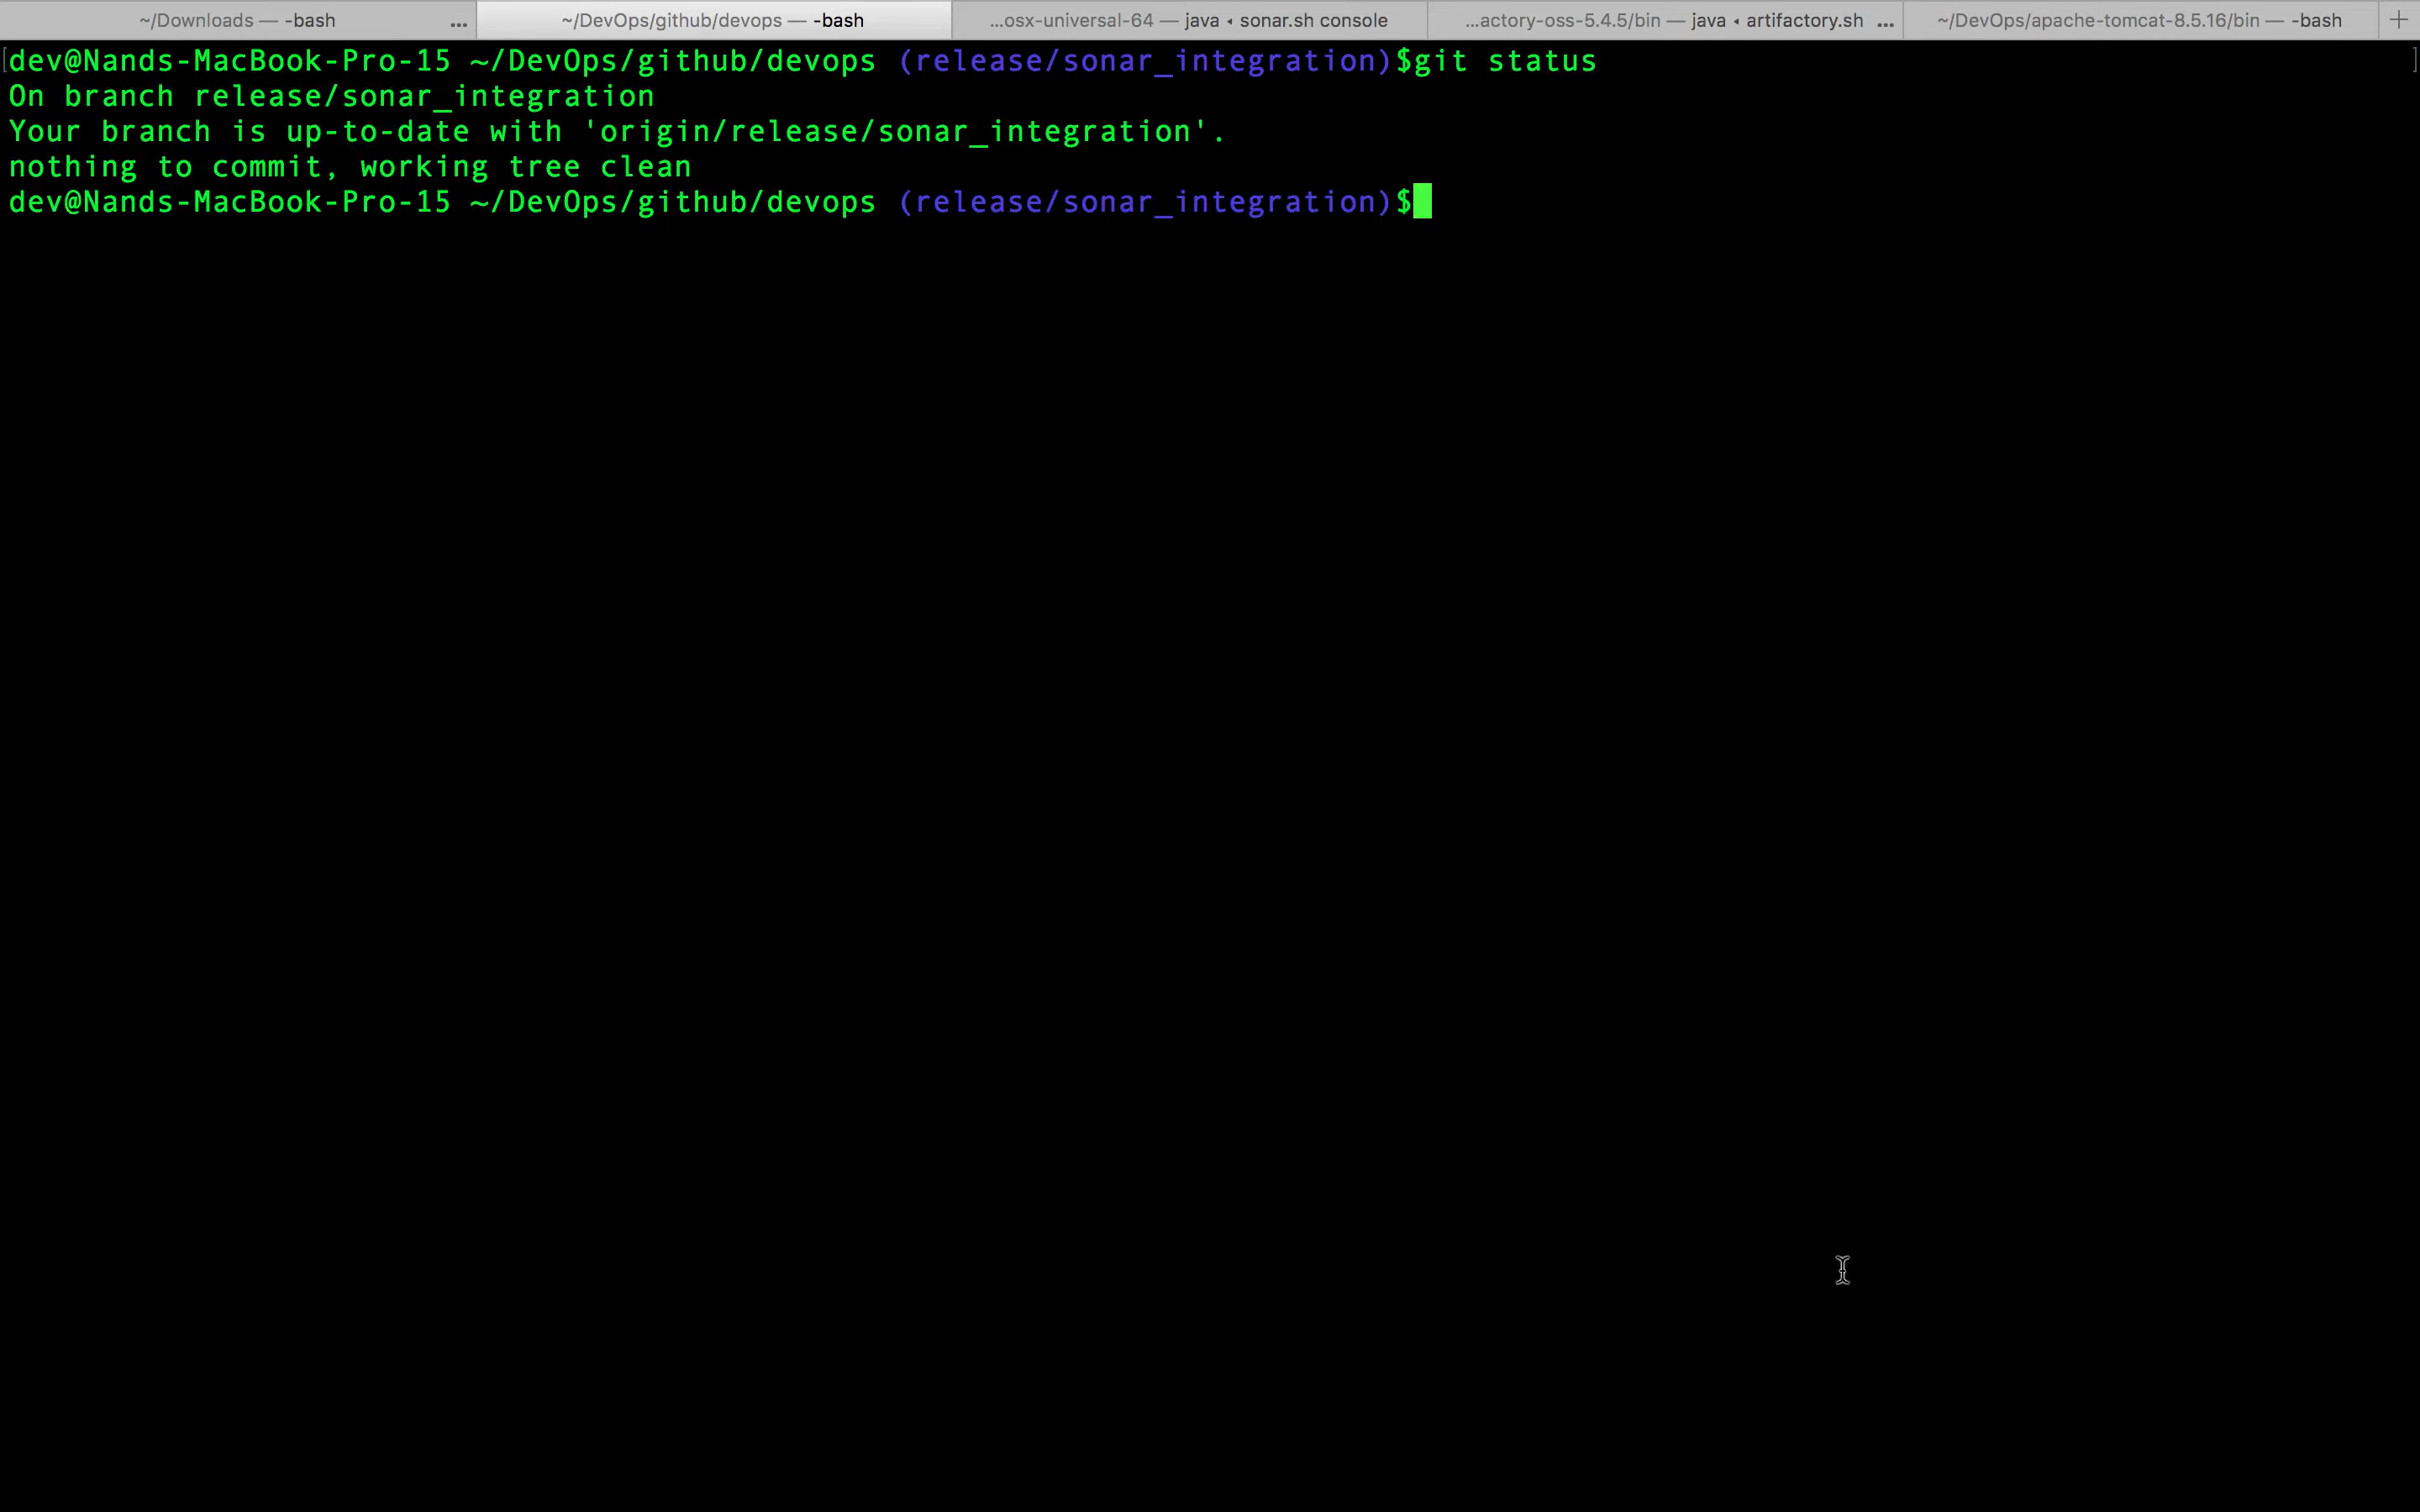 ~/Downloads — -bash ... ~/DevOps/github/devops — -bash ...osx-universal-64 — java ◂ sonar.sh console ...actory-oss-5.4.5/bin — java ◂ artifactory.sh ... ~/DevOps/apache-tomcat-8.5.16/bin — -bash +
[dev@Nands-MacBook-Pro-15 ~/DevOps/github/devops (release/sonar_integration)$git status ]
On branch release/sonar_integration
Your branch is up-to-date with 'origin/release/sonar_integration'.
nothing to commit, working tree clean
dev@Nands-MacBook-Pro-15 ~/DevOps/github/devops (release/sonar_integration)$